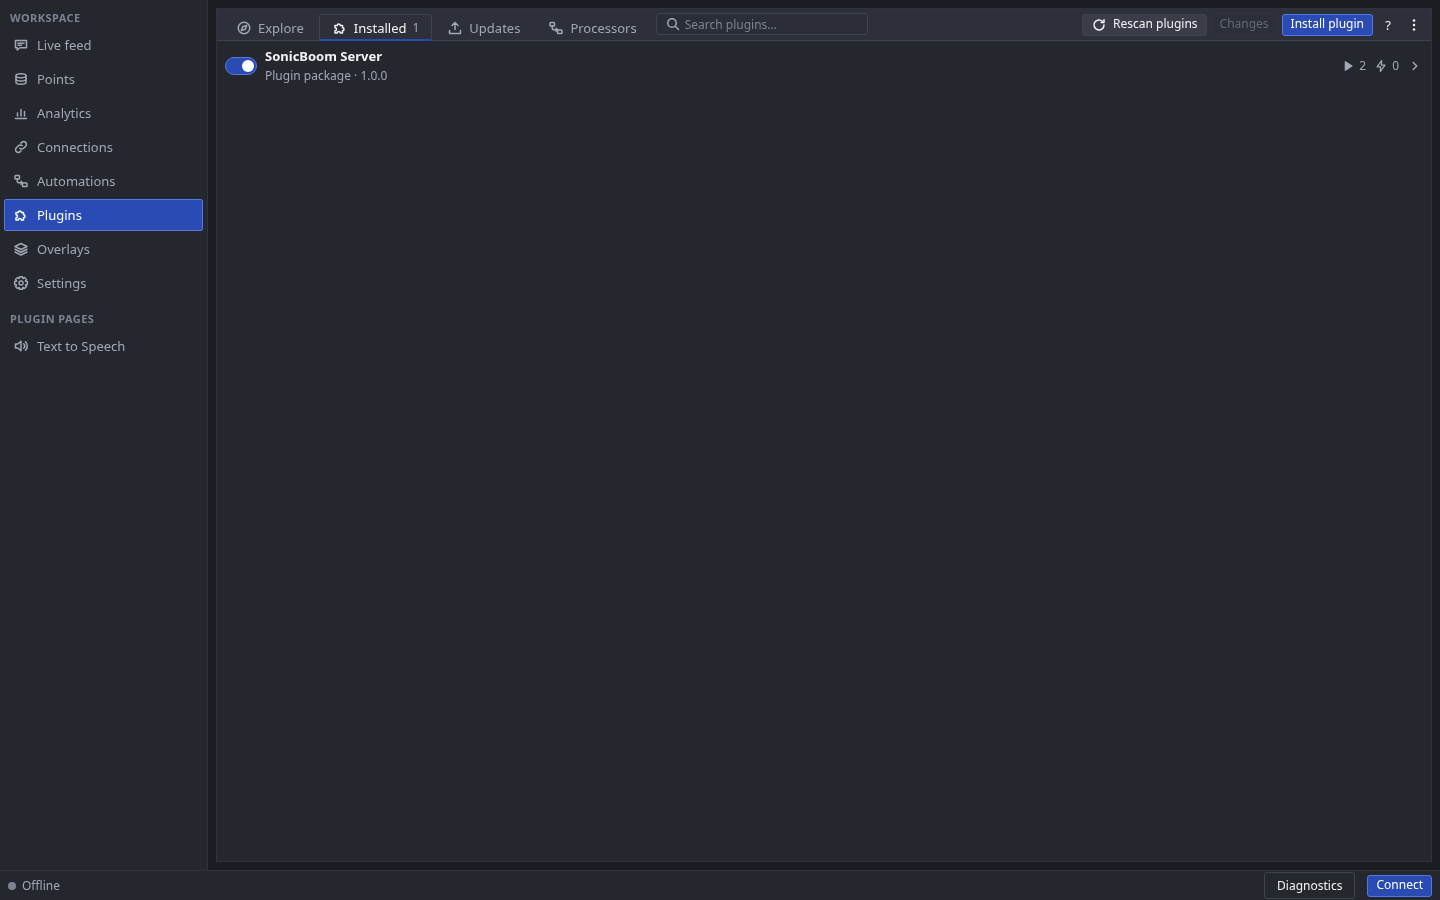 WORKSPACE
Live feed
Points
Analytics
Connections
Automations
Plugins
Overlays
Settings
PLUGIN PAGES
Text to Speech
Explore
Installed 1
Updates
Processors
Search plugins...
Rescan plugins
Changes
Install plugin
?
SonicBoom Server
Plugin package · 1.0.0
2
0
Offline
Diagnostics
Connect